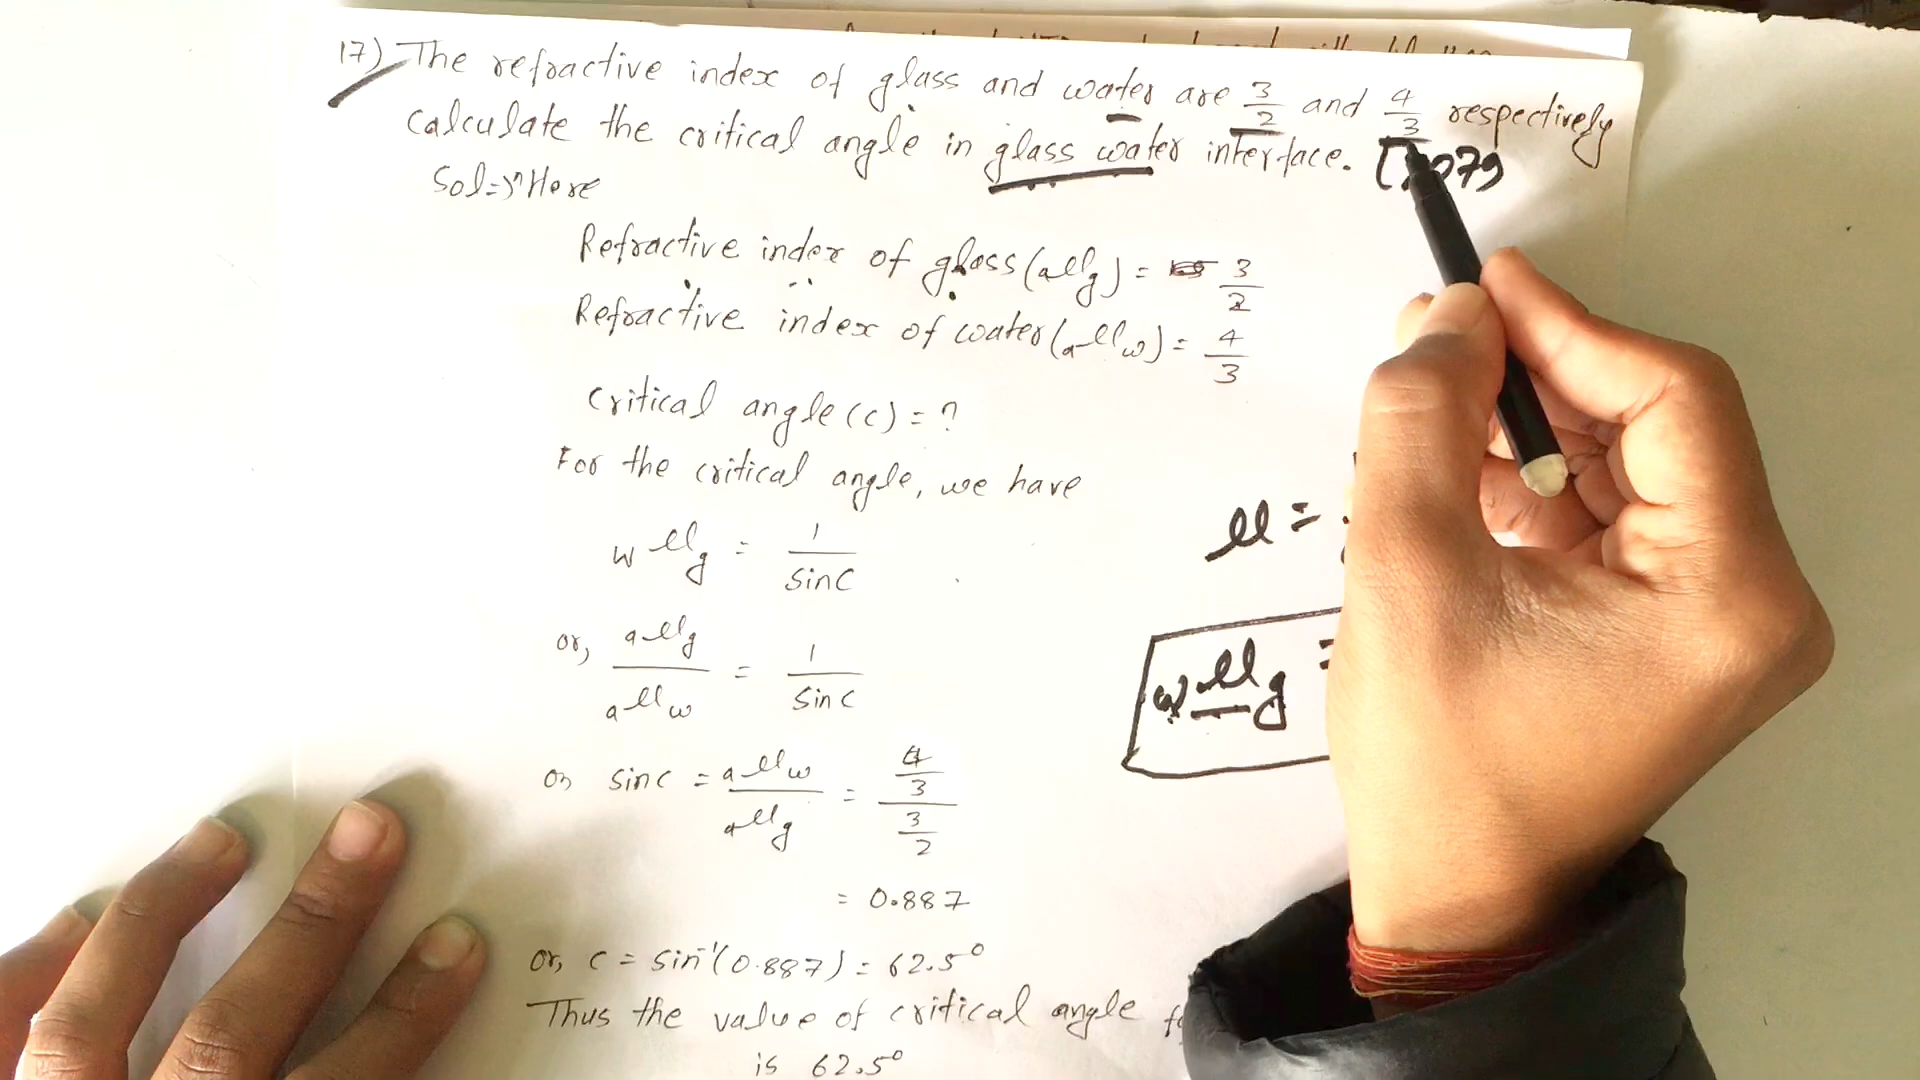 17) The refractive index of glass and water are 3/2 and 4/3 respectively
calculate the critical angle in glass water interface. [2079
Sol=>n Here
Refractive index of glass (aμg) = 3/2
Refractive index of water (aμw) = 4/3
Critical angle (c) = ?
For the critical angle, we have
wμg = 1/sinC
or, aμg/aμw = 1/sinc
or, sinc = aμw/aμg = 4/3 / 3/2
= 0.887
or, c = sin⁻¹(0.887) = 62.5°
Thus the value of critical angle
is 62.5°
μ =
wμg =